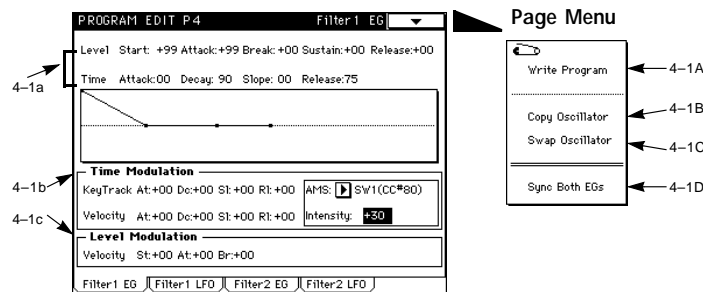 PROGRAM EDIT P4 Filter1 EG
Page Menu
Level Start: +99 Attack:+99 Break: +00 Sustain:+00 Release:+00
Time Attack:00 Decay: 90 Slope: 00 Release:75
4–1a
Time Modulation
KeyTrack At:+00 Dc:+00 Sl:+00 Rl:+00
AMS: SW1(CC#80)
4–1b
Velocity At:+00 Dc:+00 Sl:+00 Rl:+00
Intensity: +30
4–1c
Level Modulation
Velocity St:+00 At:+00 Br:+00
Filter1 EG Filter1 LFO Filter2 EG Filter2 LFO
Write Program
4–1A
Copy Oscillator
4–1B
Swap Oscillator
4–1C
Sync Both EGs
4–1D